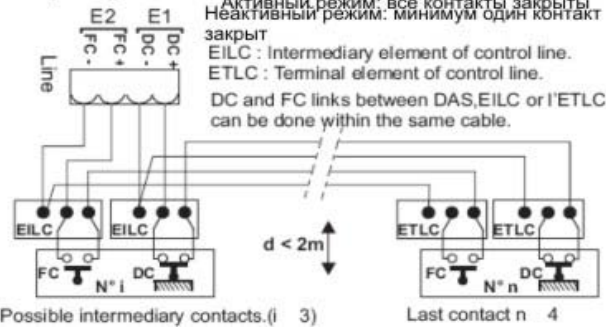 Активный режим: все контакты закрыты
E2 E1
Неактивный режим: минимум один контакт
закрыт
FC -
FC +
DC -
DC +
EILC : Intermediary element of control line.
Line
ETLC : Terminal element of control line.
DC and FC links between DAS,EILC or l'ETLC
can be done within the same cable.
EILC EILC ETLC ETLC
d < 2m
FC DC FC DC
N° i N° n
Possible intermediary contacts.(i 3) Last contact n 4